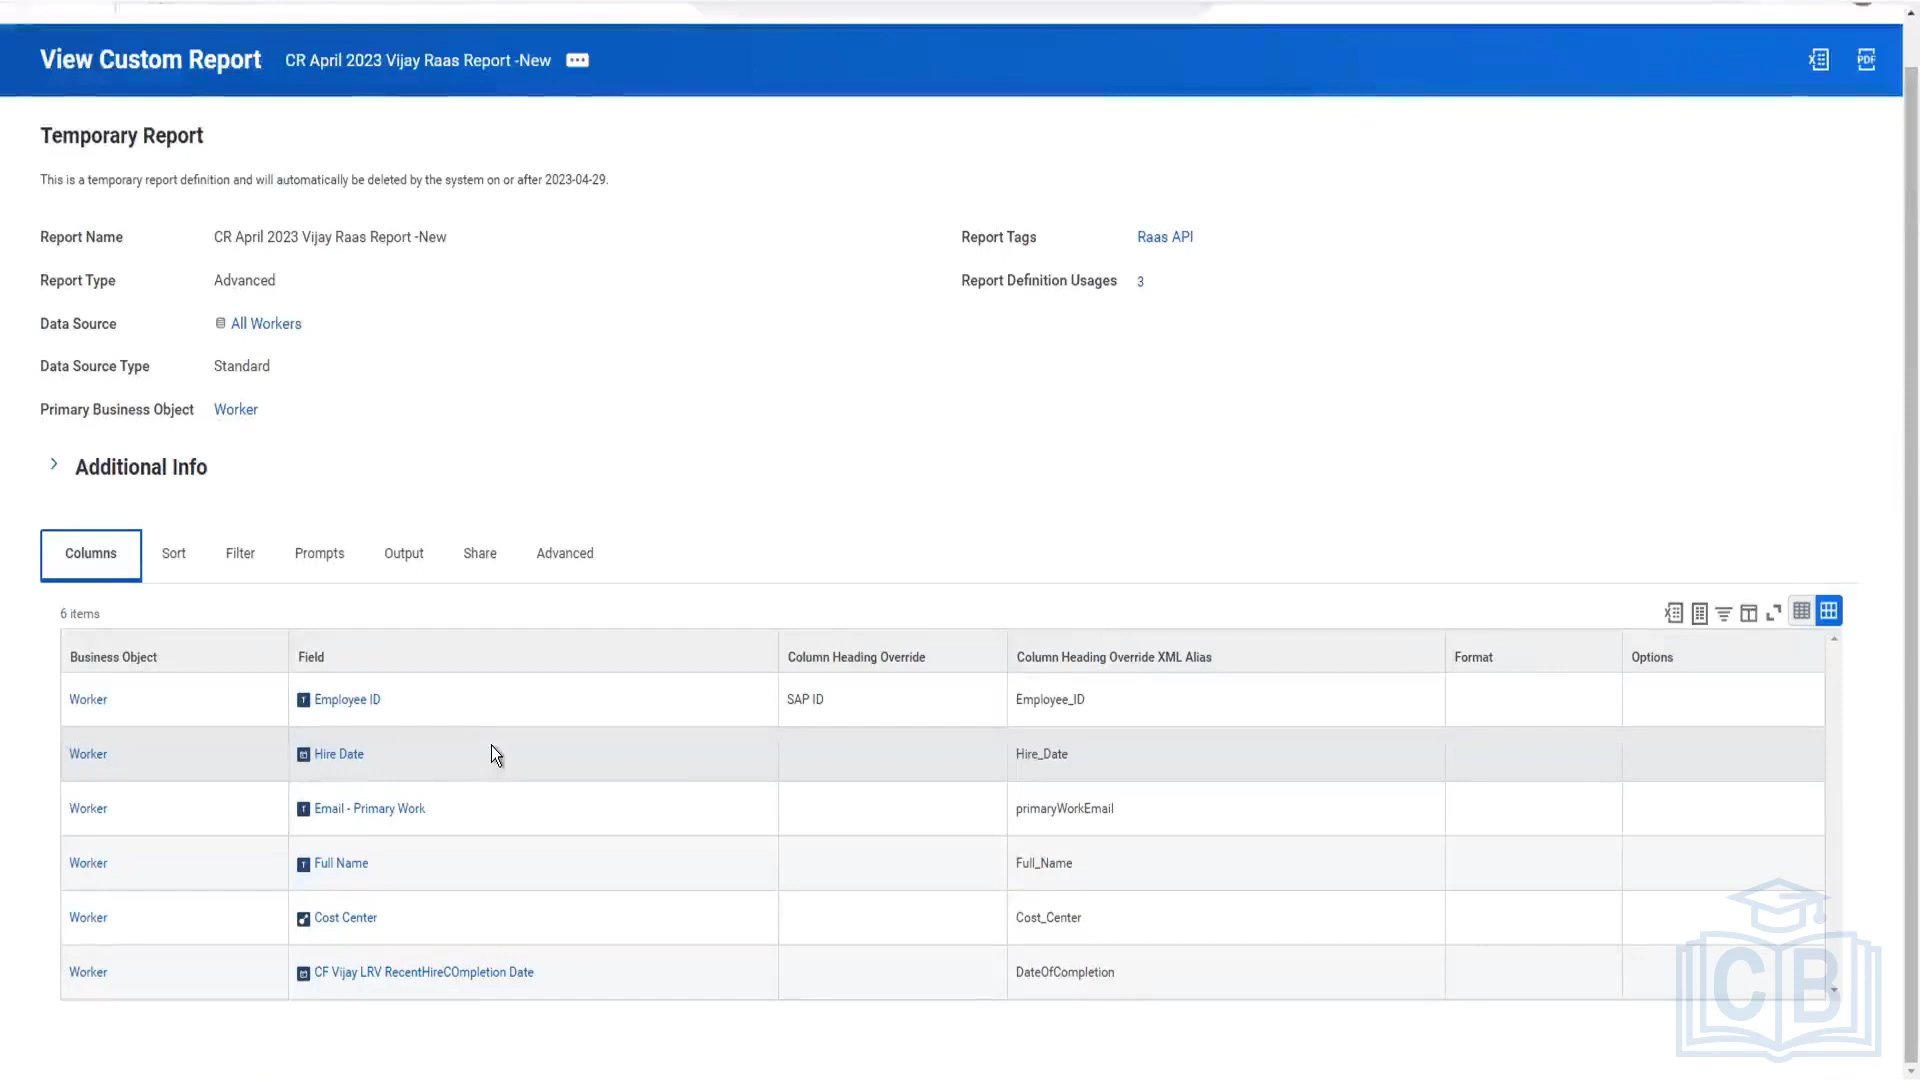 View Custom Report CR April 2023 Vijay Raas Report -New
PDF
Temporary Report
This is a temporary report definition and will automatically be deleted by the system on or after 2023-04-29.
Report Name CR April 2023 Vijay Raas Report -New Report Tags Raas API
Report Type Advanced Report Definition Usages 3
Data Source All Workers
Data Source Type Standard
Primary Business Object Worker
Additional Info
Columns Sort Filter Prompts Output Share Advanced
6 items
Business Object Field Column Heading Override Column Heading Override XML Alias Format Options
Worker Employee ID SAP ID Employee_ID
Worker Hire Date Hire_Date
Worker Email - Primary Work primaryWorkEmail
Worker Full Name Full_Name
Worker Cost Center Cost_Center
Worker CF Vijay LRV RecentHireCOmpletion Date DateOfCompletion
CB